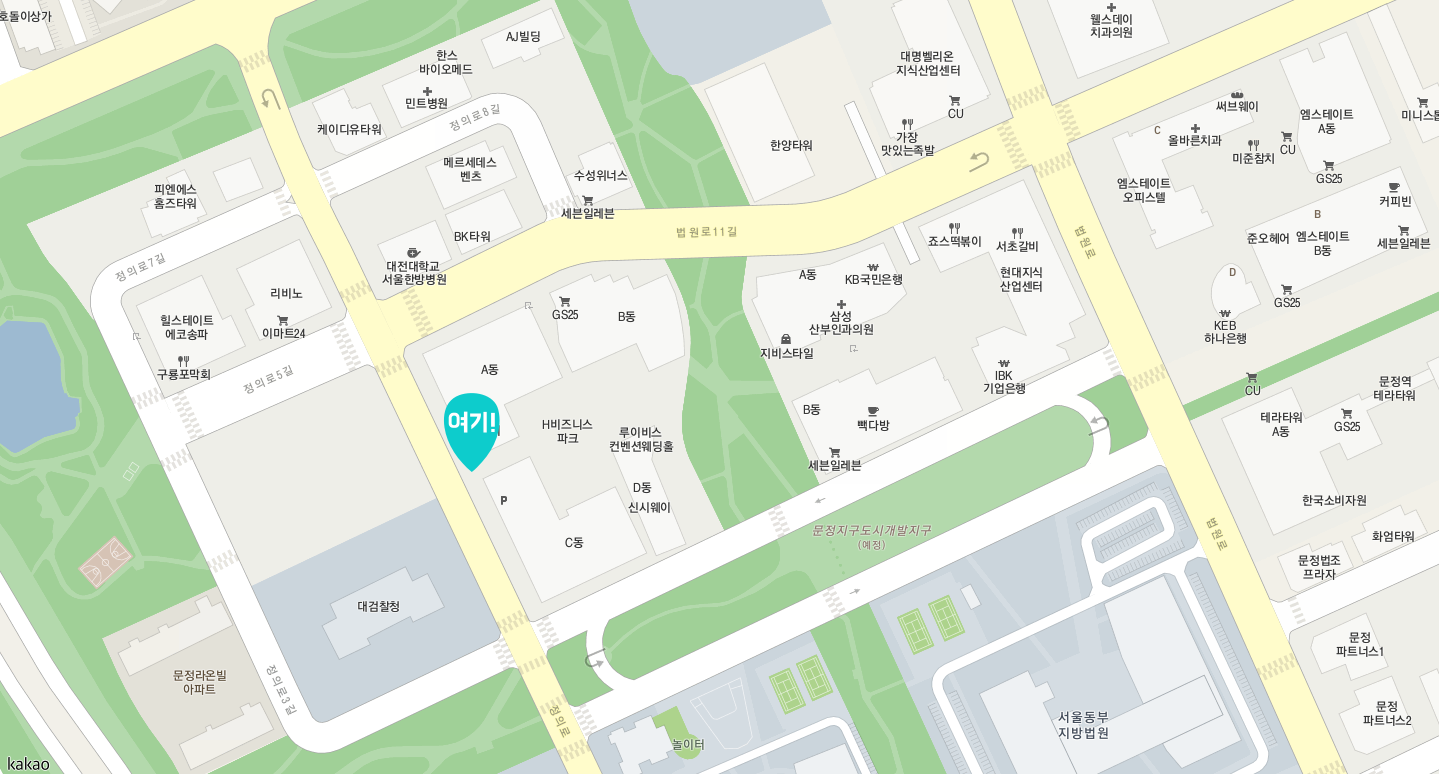 호돌이상가
AJ빌딩
한스
바이오메드
민트병원
케이디유타워
정의로8길
메르세데스
벤츠
수성위너스
세븐일레븐
피엔에스
홈즈타워
BK타워
대전대학교
서울한방병원
정의로7길
리비노
이마트24
힐스테이트
에코송파
구룡포막회
정의로5길
대명벨리온
지식산업센터
CU
가장
맛있는족발
한양타워
웰스데이
치과의원
써브웨이
C
올바른치과
미준참치
CU
엠스테이트
A동
미니스톱
GS25
엠스테이트
오피스텔
커피빈
B
준오헤어
엠스테이트
B동
세븐일레븐
D
GS25
KEB
하나은행
법원로11길
법원로
죠스떡볶이
서초갈비
현대지식
산업센터
A동
KB국민은행
삼성
산부인과의원
지비스타일
IBK
기업은행
B동
빽다방
세븐일레븐
GS25
B동
A동
여기!
H비즈니스
파크
루이비스
컨벤션웨딩홀
P
D동
신시웨이
C동
CU
문정역
테라타워
테라타워
A동
GS25
한국소비자원
문정지구도시개발지구
(예정)
법원로
화엄타워
문정법조
프라자
대검찰청
문정라온빌
아파트
정의로3길
정의로
놀이터
서울동부
지방법원
문정
파트너스1
문정
파트너스2
kakao